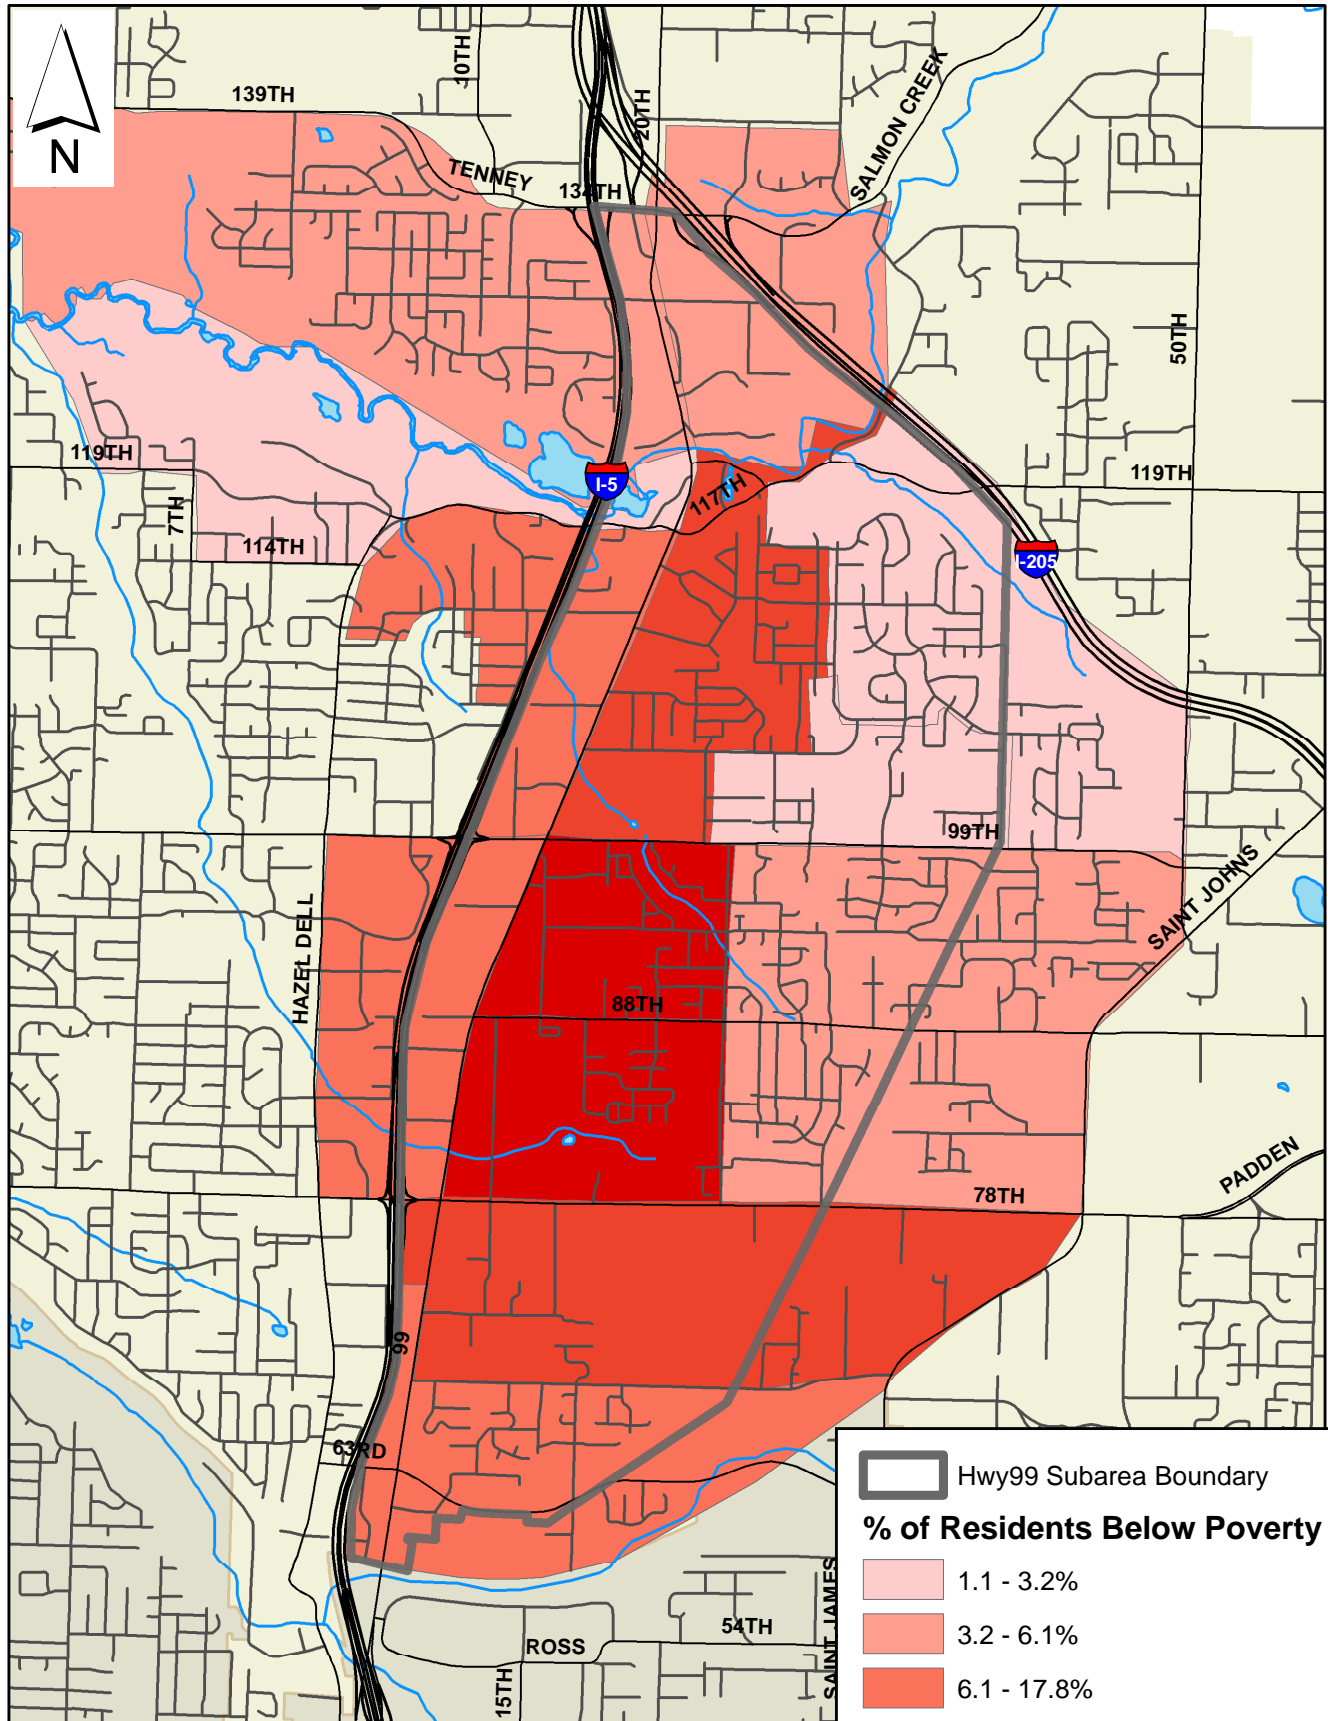 10TH
139TH
20TH
SALMON CREEK
N
TENNEY
134TH
50TH
119TH
119TH
I-5
117TH
7TH
114TH
I-205
99TH
SAINT JOHNS
HAZEL DELL
88TH
PADDEN
78TH
99
63RD
Hwy99 Subarea Boundary
% of Residents Below Poverty
1.1 - 3.2%
3.2 - 6.1%
6.1 - 17.8%
SAINT JAMES
54TH
ROSS
15TH